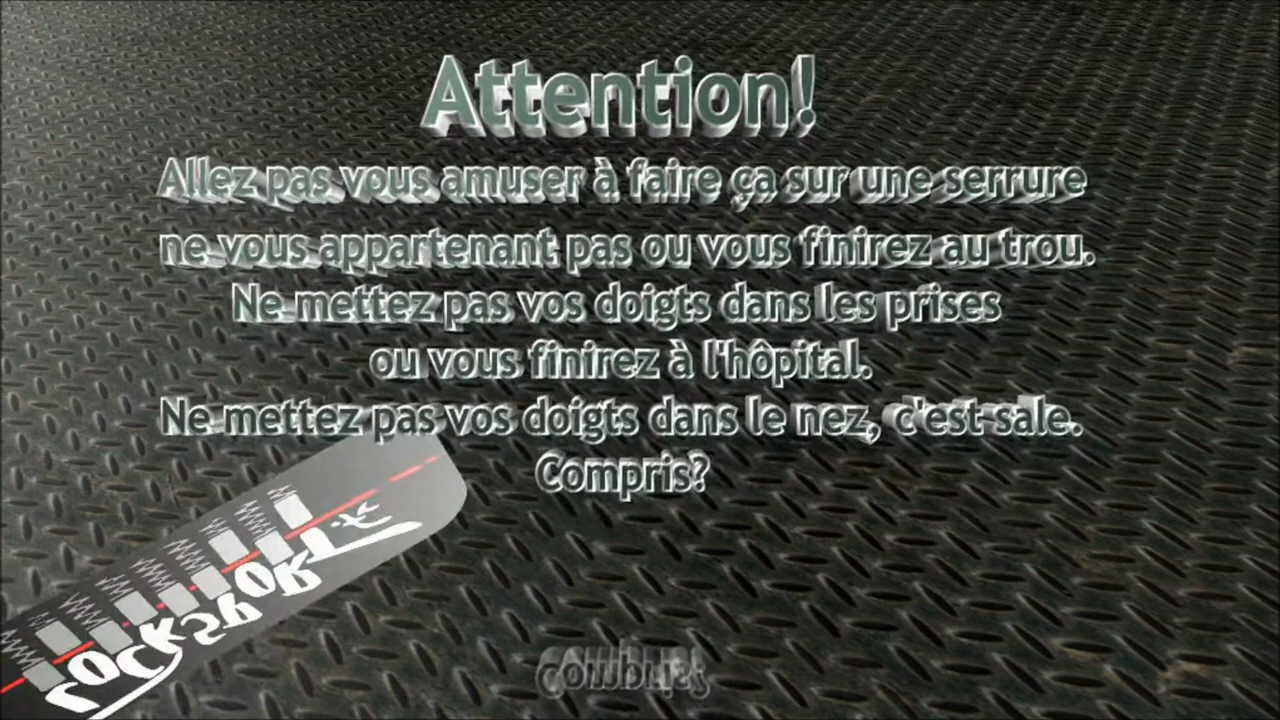 Attention!
Allez pas vous amuser à faire ça sur une serrure
ne vous appartenant pas ou vous finirez au trou.
Ne mettez pas vos doigts dans les prises
ou vous finirez à l'hôpital.
Ne mettez pas vos doigts dans le nez, c'est sale.
Compris?
LOCKSPORT.fr